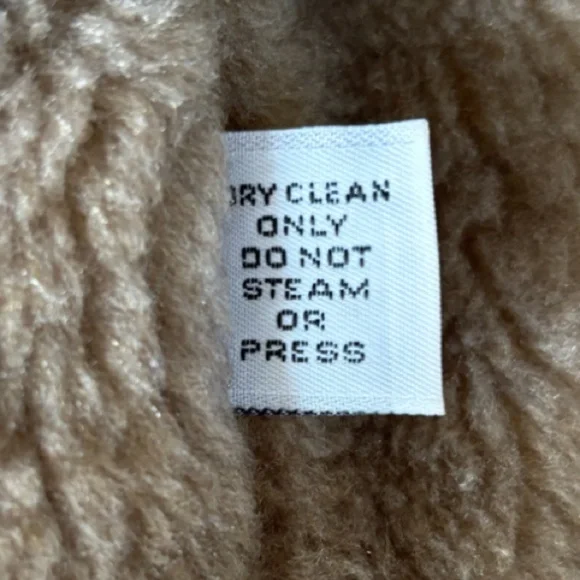 DRY CLEAN
ONLY
DO NOT
STEAM
OR
PRESS